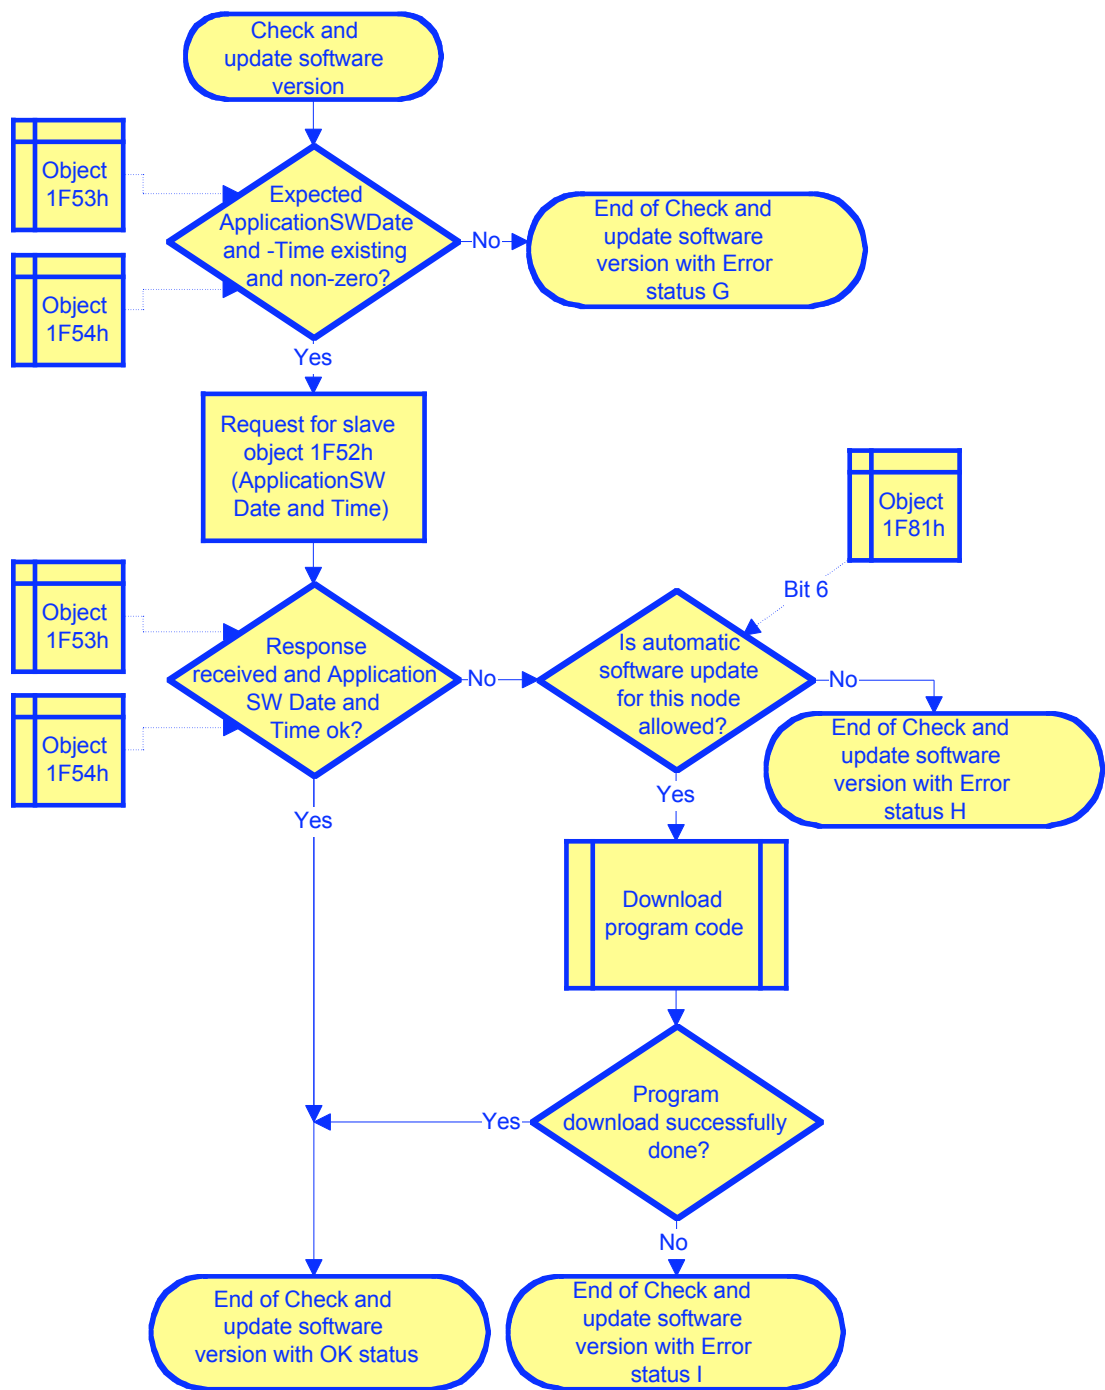 Check and
update software
version
Object
1F53h
Expected
ApplicationSWDate
and -Time existing
and non-zero?
No
End of Check and
update software
version with Error
status G
Object
1F54h
Yes
Request for slave
object 1F52h
(ApplicationSW
Date and Time)
Object
1F81h
Bit 6
Object
1F53h
Response
received and Application
SW Date and
Time ok?
No
Is automatic
software update
for this node
allowed?
No
End of Check and
update software
version with Error
status H
Object
1F54h
Yes
Yes
Download
program code
Program
download successfully
done?
Yes
No
End of Check and
update software
version with OK status
End of Check and
update software
version with Error
status I